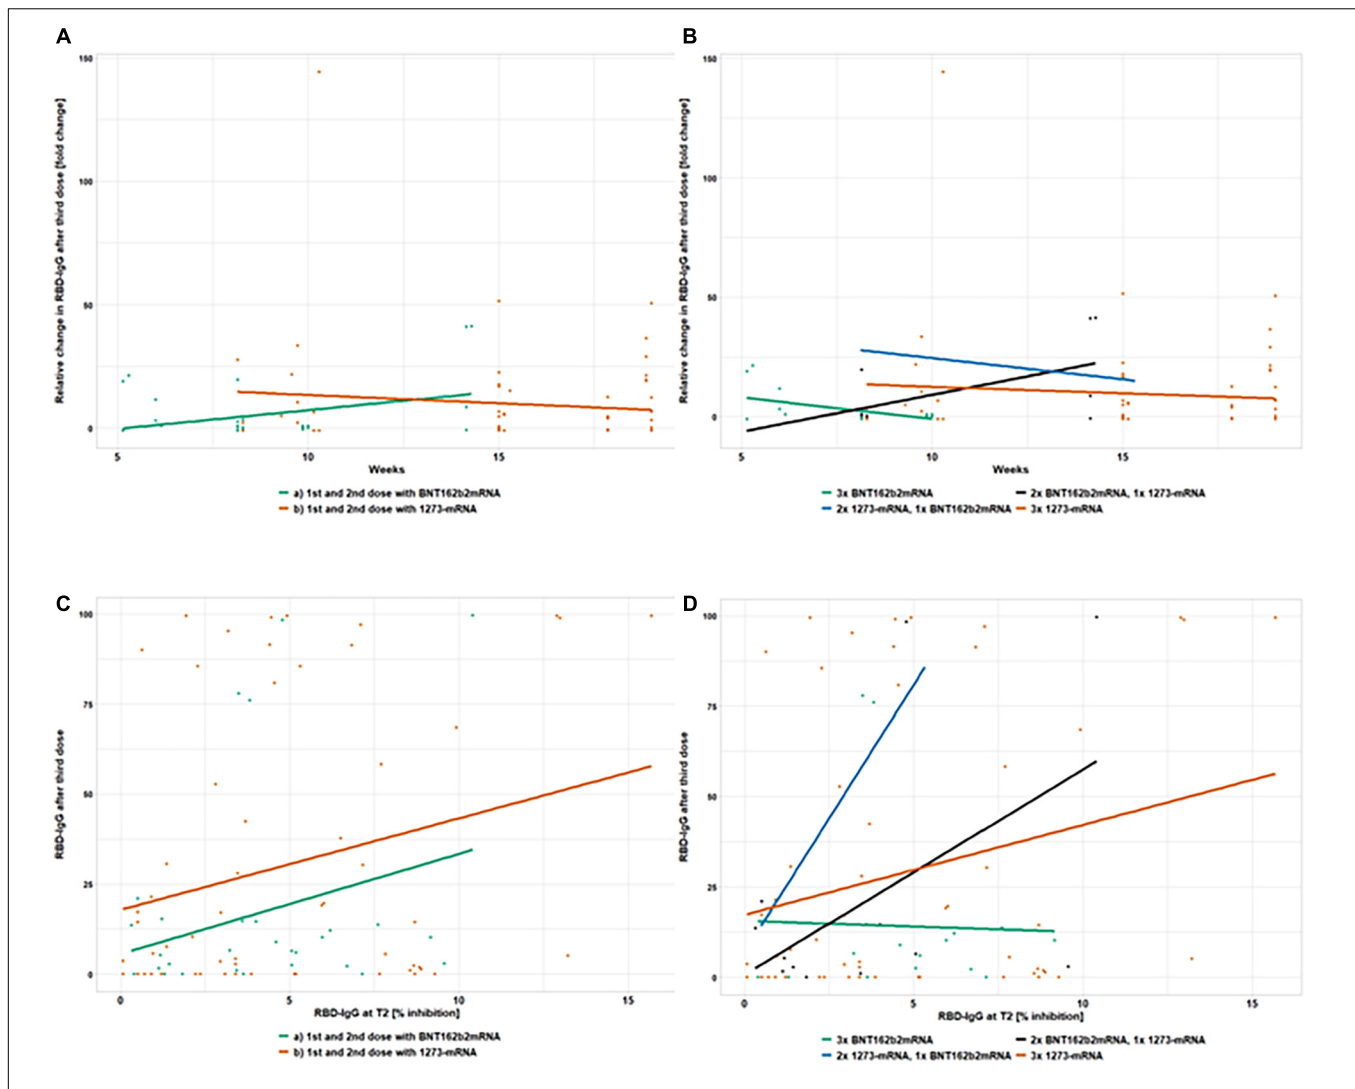 A
B
150
100
50
0
Relative change in RBD-IgG after third dose [fold change]
5
10
15
Weeks
a) 1st and 2nd dose with BNT162b2mRNA
b) 1st and 2nd dose with 1273-mRNA
150
100
50
0
Relative change in RBD-IgG after third dose [fold change]
5
10
15
Weeks
3x BNT162b2mRNA
2x BNT162b2mRNA, 1x 1273-mRNA
2x 1273-mRNA, 1x BNT162b2mRNA
3x 1273-mRNA
C
D
100
75
50
25
0
RBD-IgG after third dose
0
5
10
15
RBD-IgG at T2 [% inhibition]
a) 1st and 2nd dose with BNT162b2mRNA
b) 1st and 2nd dose with 1273-mRNA
100
75
50
25
0
RBD-IgG after third dose
0
5
10
15
RBD-IgG at T2 [% inhibition]
3x BNT162b2mRNA
2x BNT162b2mRNA, 1x 1273-mRNA
2x 1273-mRNA, 1x BNT162b2mRNA
3x 1273-mRNA